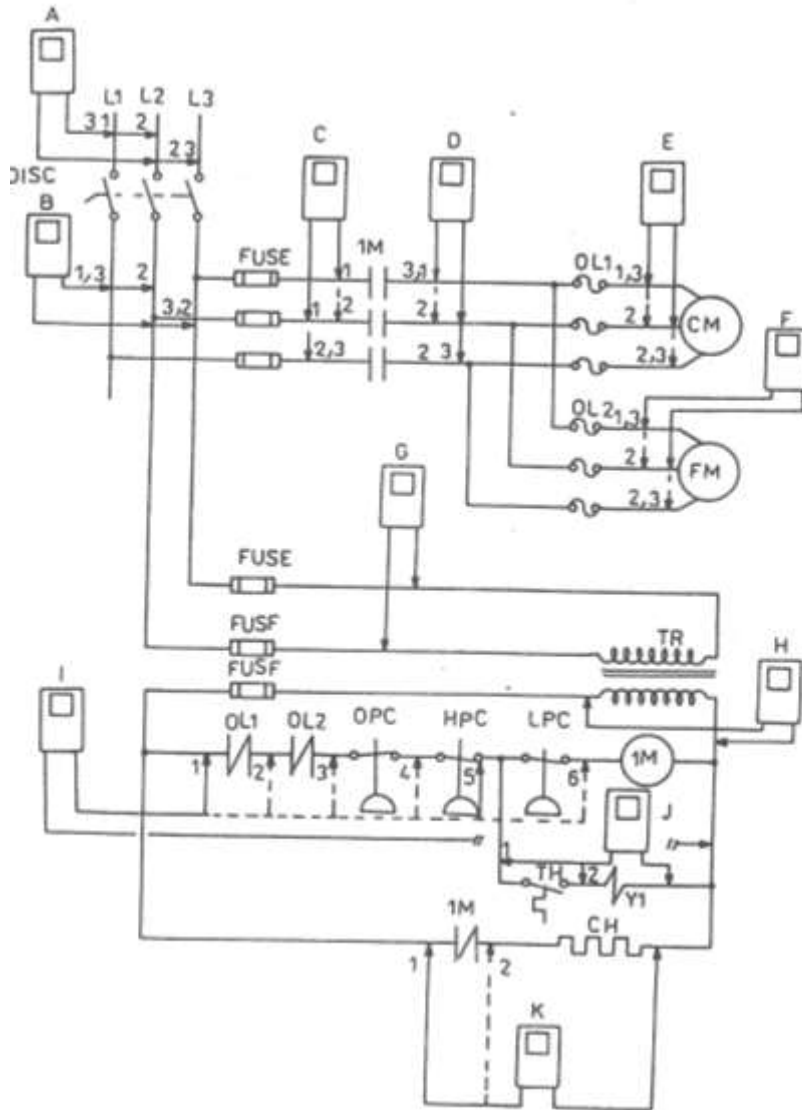 A
L1 L2 L3
3 1 2
2 3
C D E
DISC
B
FUSE 1M OL1 1,3
1,3 2 1 3,1
F
3,2 1 2 2 2 CM
2,3 2 3 2,3
OL2 1,3
G 2 FM
2,3
FUSE
FUSF TR
FUSF H
I
OL1 OL2 OPC HPC LPC
1 2 3 4 5 6 1M
J
1
TH 2 Y1
1M CH
1 2
K